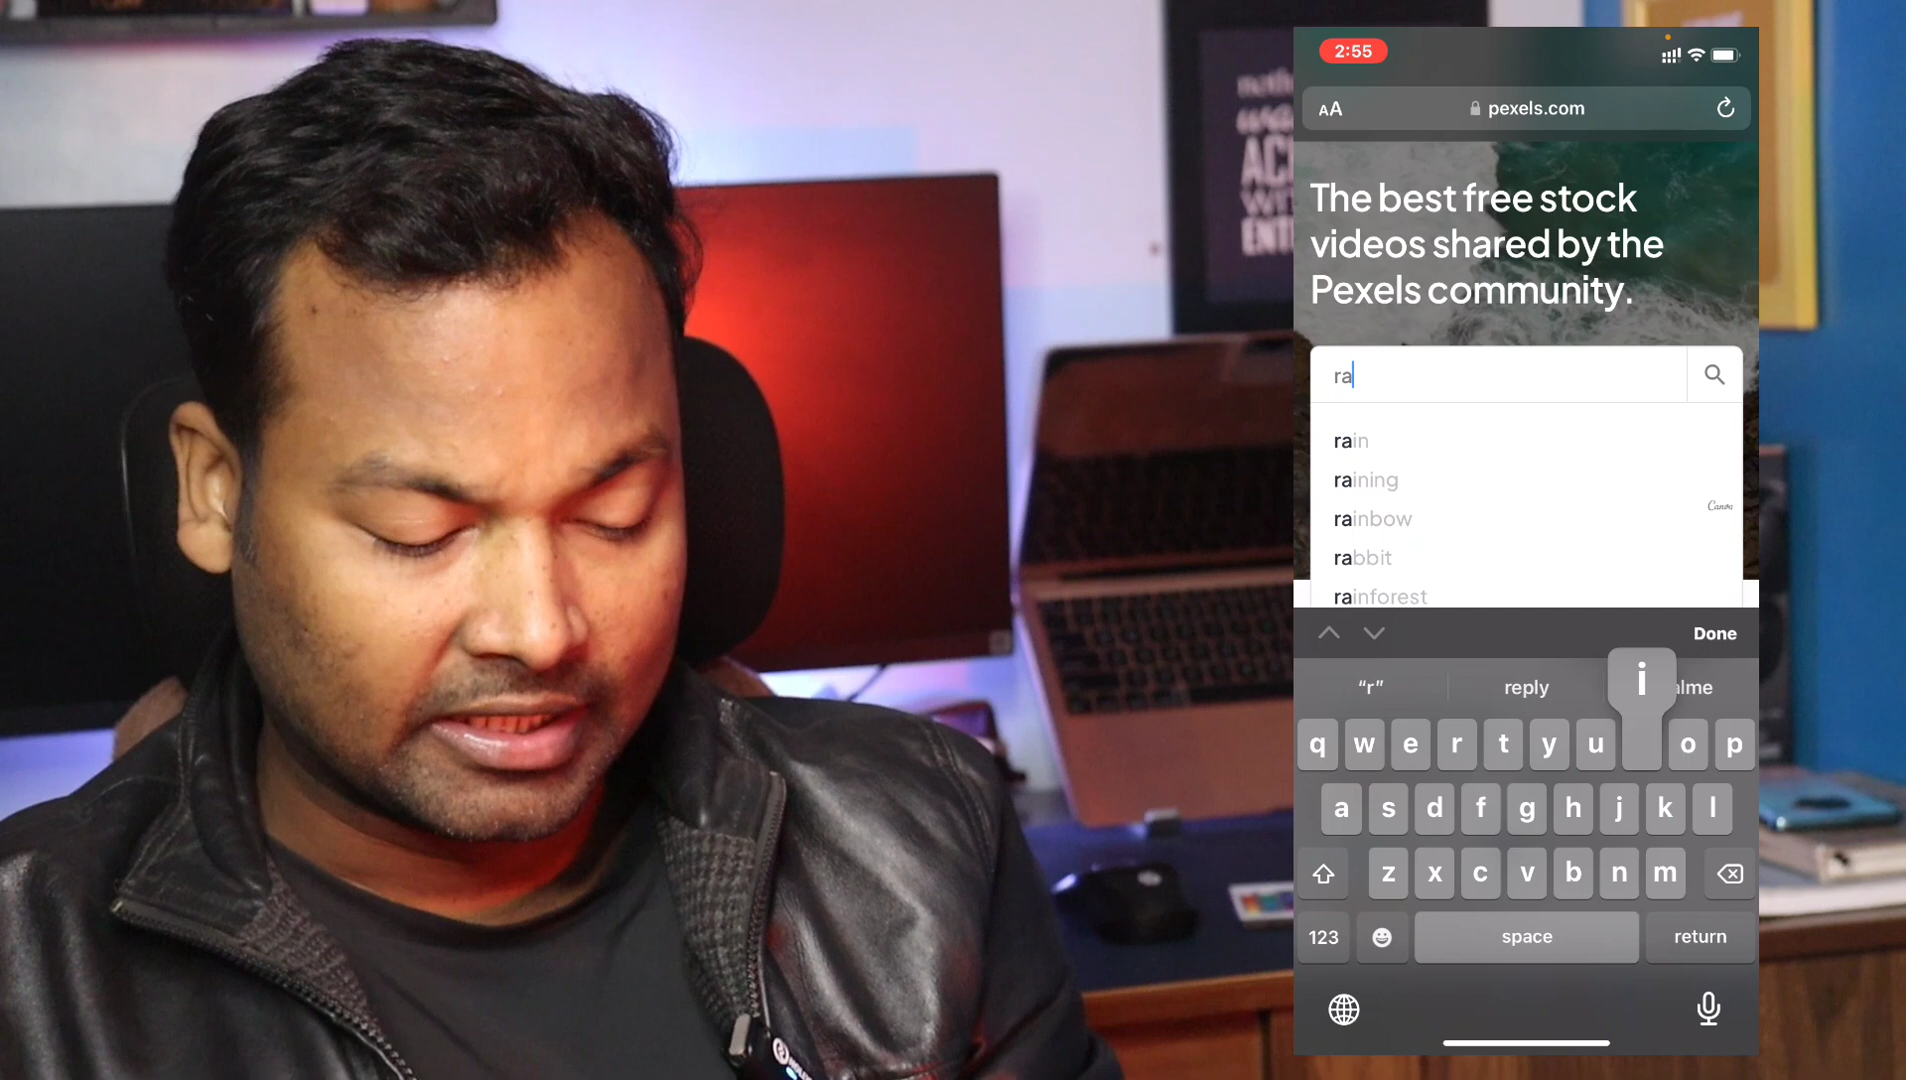 2:55
AA
pexels.com
The best free stock
videos shared by the
Pexels community.
ra
rain
raining
rainbow
Canva
rabbit
rainforest
Done
“r”
reply
i
q w e r t y u o p
a s d f g h j k l
z x c v b n m
123
space
return